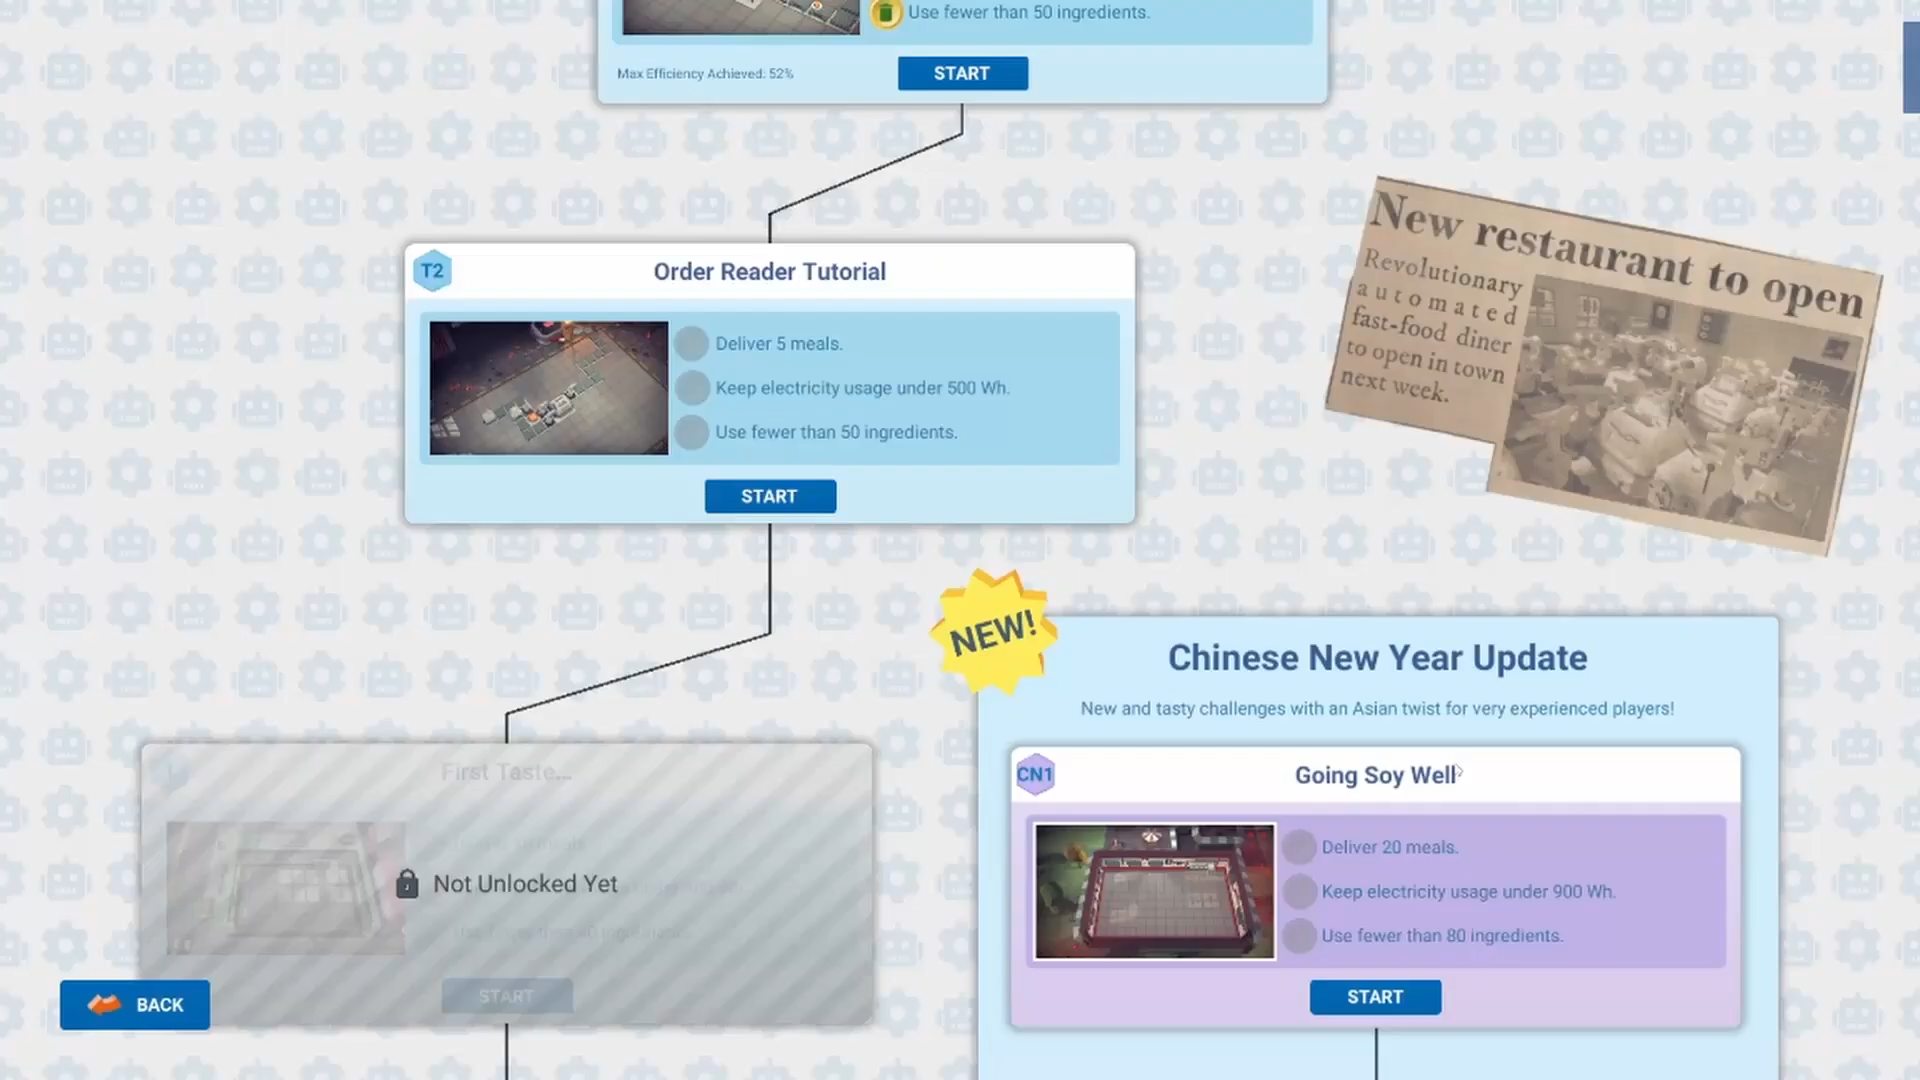 Use fewer than 50 ingredients.
Max Efficiency Achieved: 52%
START
New restaurant to open
Revolutionary
automated
fast-food diner
to open in town
next week.
T2
Order Reader Tutorial
Deliver 5 meals.
Keep electricity usage under 500 Wh.
Use fewer than 50 ingredients.
START
NEW!
Chinese New Year Update
New and tasty challenges with an Asian twist for very experienced players!
First Taste...
Not Unlocked Yet
START
CN1
Going Soy Well
Deliver 20 meals.
Keep electricity usage under 900 Wh.
Use fewer than 80 ingredients.
START
BACK